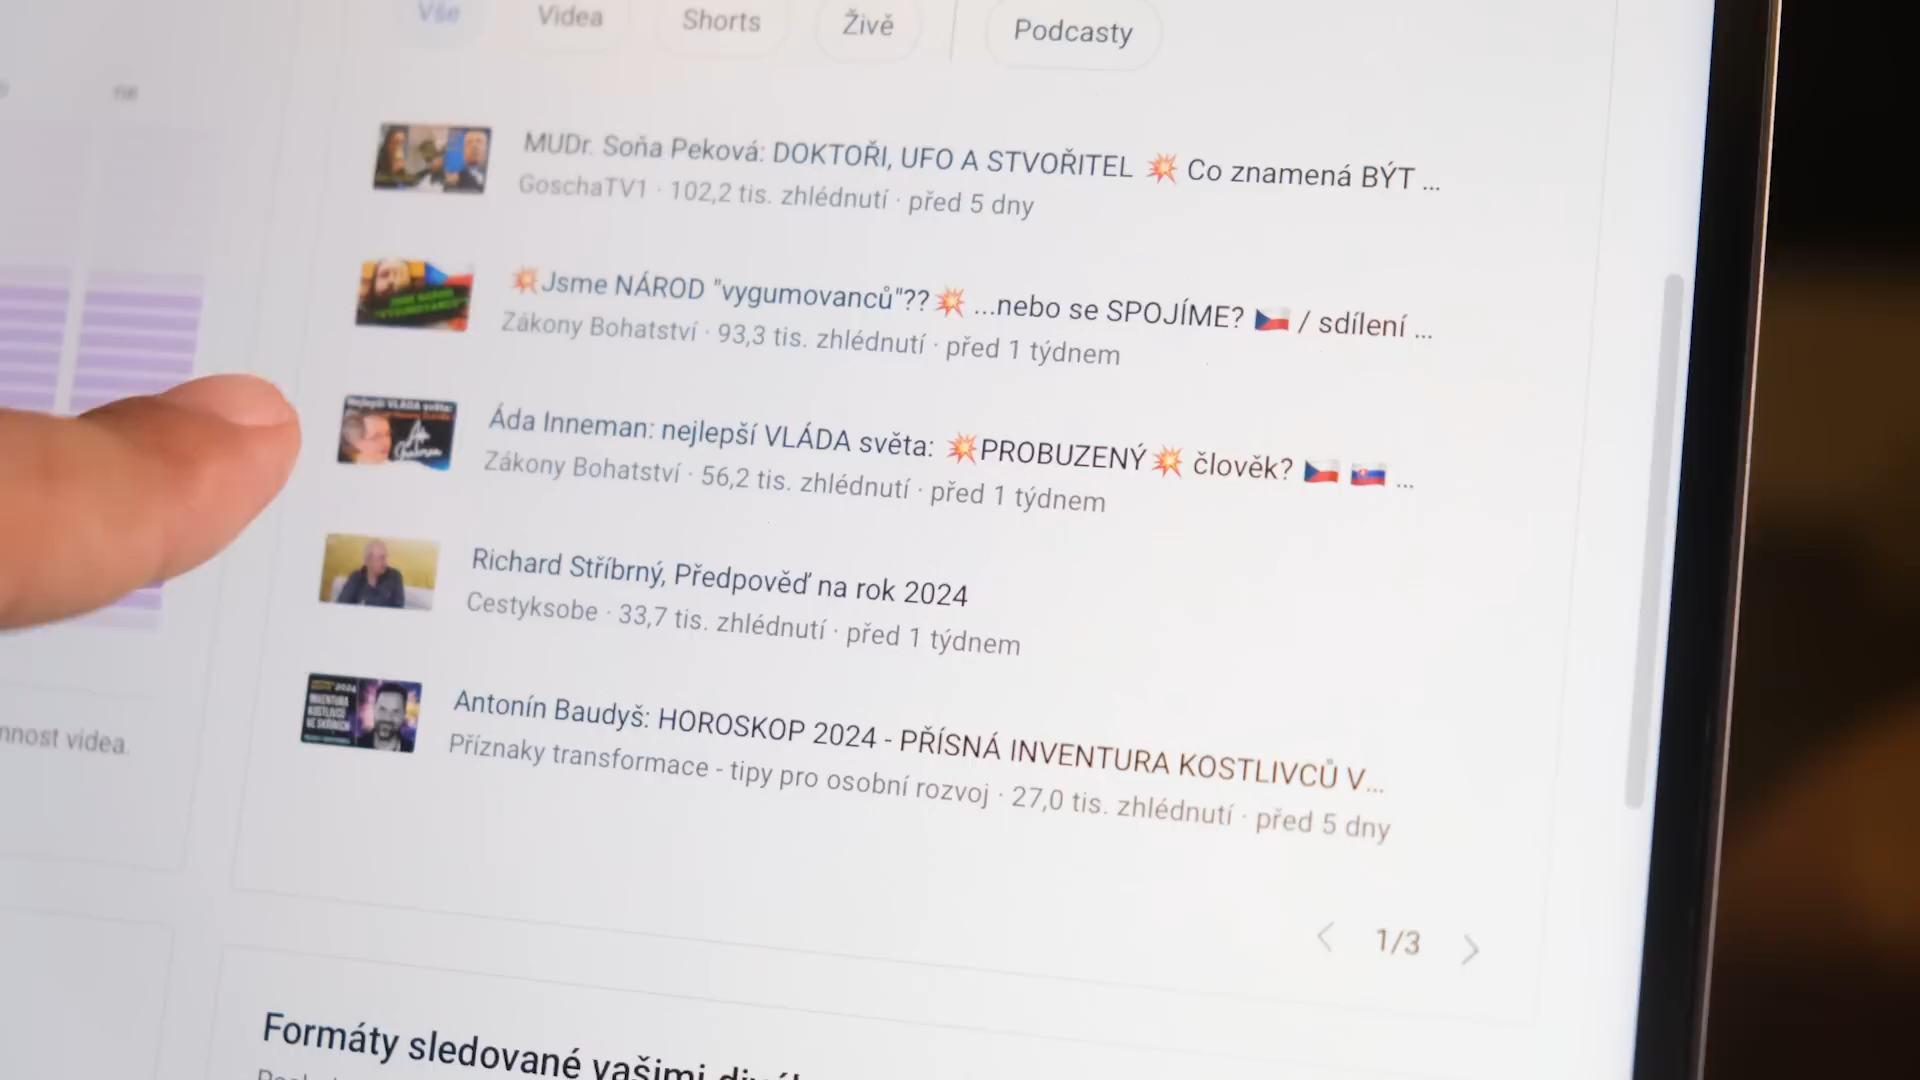 Vše
Videa
Shorts
Živě
Podcasty
MUDr. Soňa Peková: DOKTOŘI, UFO A STVOŘITEL 💥 Co znamená BÝT ...
GoschaTV1 · 102,2 tis. zhlédnutí · před 5 dny
💥Jsme NÁROD "vygumovanců"??💥 ...nebo se SPOJÍME? 🇨🇿 / sdílení ...
Zákony Bohatství · 93,3 tis. zhlédnutí · před 1 týdnem
Áda Inneman: nejlepší VLÁDA světa: 💥PROBUZENÝ💥 člověk? 🇨🇿 🇸🇰 ...
Zákony Bohatství · 56,2 tis. zhlédnutí · před 1 týdnem
Richard Stříbrný, Předpověď na rok 2024
Cestyksobe · 33,7 tis. zhlédnutí · před 1 týdnem
Antonín Baudyš: HOROSKOP 2024 - PŘÍSNÁ INVENTURA KOSTLIVCŮ V...
Příznaky transformace - tipy pro osobní rozvoj · 27,0 tis. zhlédnutí · před 5 dny
nnost videa.
1/3
Formáty sledované vašimi